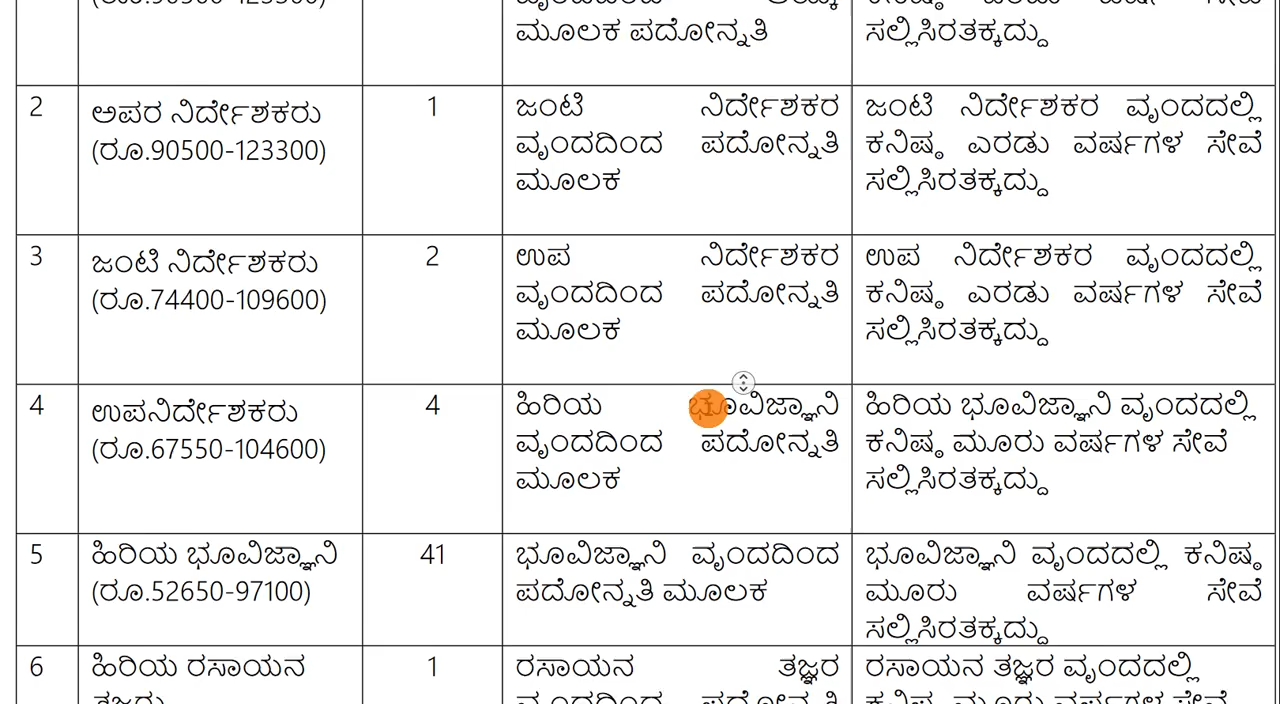 ಮೂಲಕ ಪದೋನ್ನತಿ
ಸಲ್ಲಿಸಿರತಕ್ಕದ್ದು
2
ಅಪರ ನಿರ್ದೇಶಕರು
(ರೂ.90500-123300)
1
ಜಂಟಿ ನಿರ್ದೇಶಕರ
ವೃಂದದಿಂದ ಪದೋನ್ನತಿ
ಮೂಲಕ
ಜಂಟಿ ನಿರ್ದೇಶಕರ ವೃಂದದಲ್ಲಿ
ಕನಿಷ್ಠ ಎರಡು ವರ್ಷಗಳ ಸೇವೆ
ಸಲ್ಲಿಸಿರತಕ್ಕದ್ದು
3
ಜಂಟಿ ನಿರ್ದೇಶಕರು
(ರೂ.74400-109600)
2
ಉಪ ನಿರ್ದೇಶಕರ
ವೃಂದದಿಂದ ಪದೋನ್ನತಿ
ಮೂಲಕ
ಉಪ ನಿರ್ದೇಶಕರ ವೃಂದದಲ್ಲಿ
ಕನಿಷ್ಠ ಎರಡು ವರ್ಷಗಳ ಸೇವೆ
ಸಲ್ಲಿಸಿರತಕ್ಕದ್ದು
4
ಉಪನಿರ್ದೇಶಕರು
(ರೂ.67550-104600)
4
ಹಿರಿಯ ಭೂವಿಜ್ಞಾನಿ
ವೃಂದದಿಂದ ಪದೋನ್ನತಿ
ಮೂಲಕ
ಹಿರಿಯ ಭೂವಿಜ್ಞಾನಿ ವೃಂದದಲ್ಲಿ
ಕನಿಷ್ಠ ಮೂರು ವರ್ಷಗಳ ಸೇವೆ
ಸಲ್ಲಿಸಿರತಕ್ಕದ್ದು
5
ಹಿರಿಯ ಭೂವಿಜ್ಞಾನಿ
(ರೂ.52650-97100)
41
ಭೂವಿಜ್ಞಾನಿ ವೃಂದದಿಂದ
ಪದೋನ್ನತಿ ಮೂಲಕ
ಭೂವಿಜ್ಞಾನಿ ವೃಂದದಲ್ಲಿ ಕನಿಷ್ಠ
ಮೂರು ವರ್ಷಗಳ ಸೇವೆ
ಸಲ್ಲಿಸಿರತಕ್ಕದ್ದು
6
ಹಿರಿಯ ರಸಾಯನ
1
ರಸಾಯನ ತಜ್ಞರ
ರಸಾಯನ ತಜ್ಞರ ವೃಂದದಲ್ಲಿ